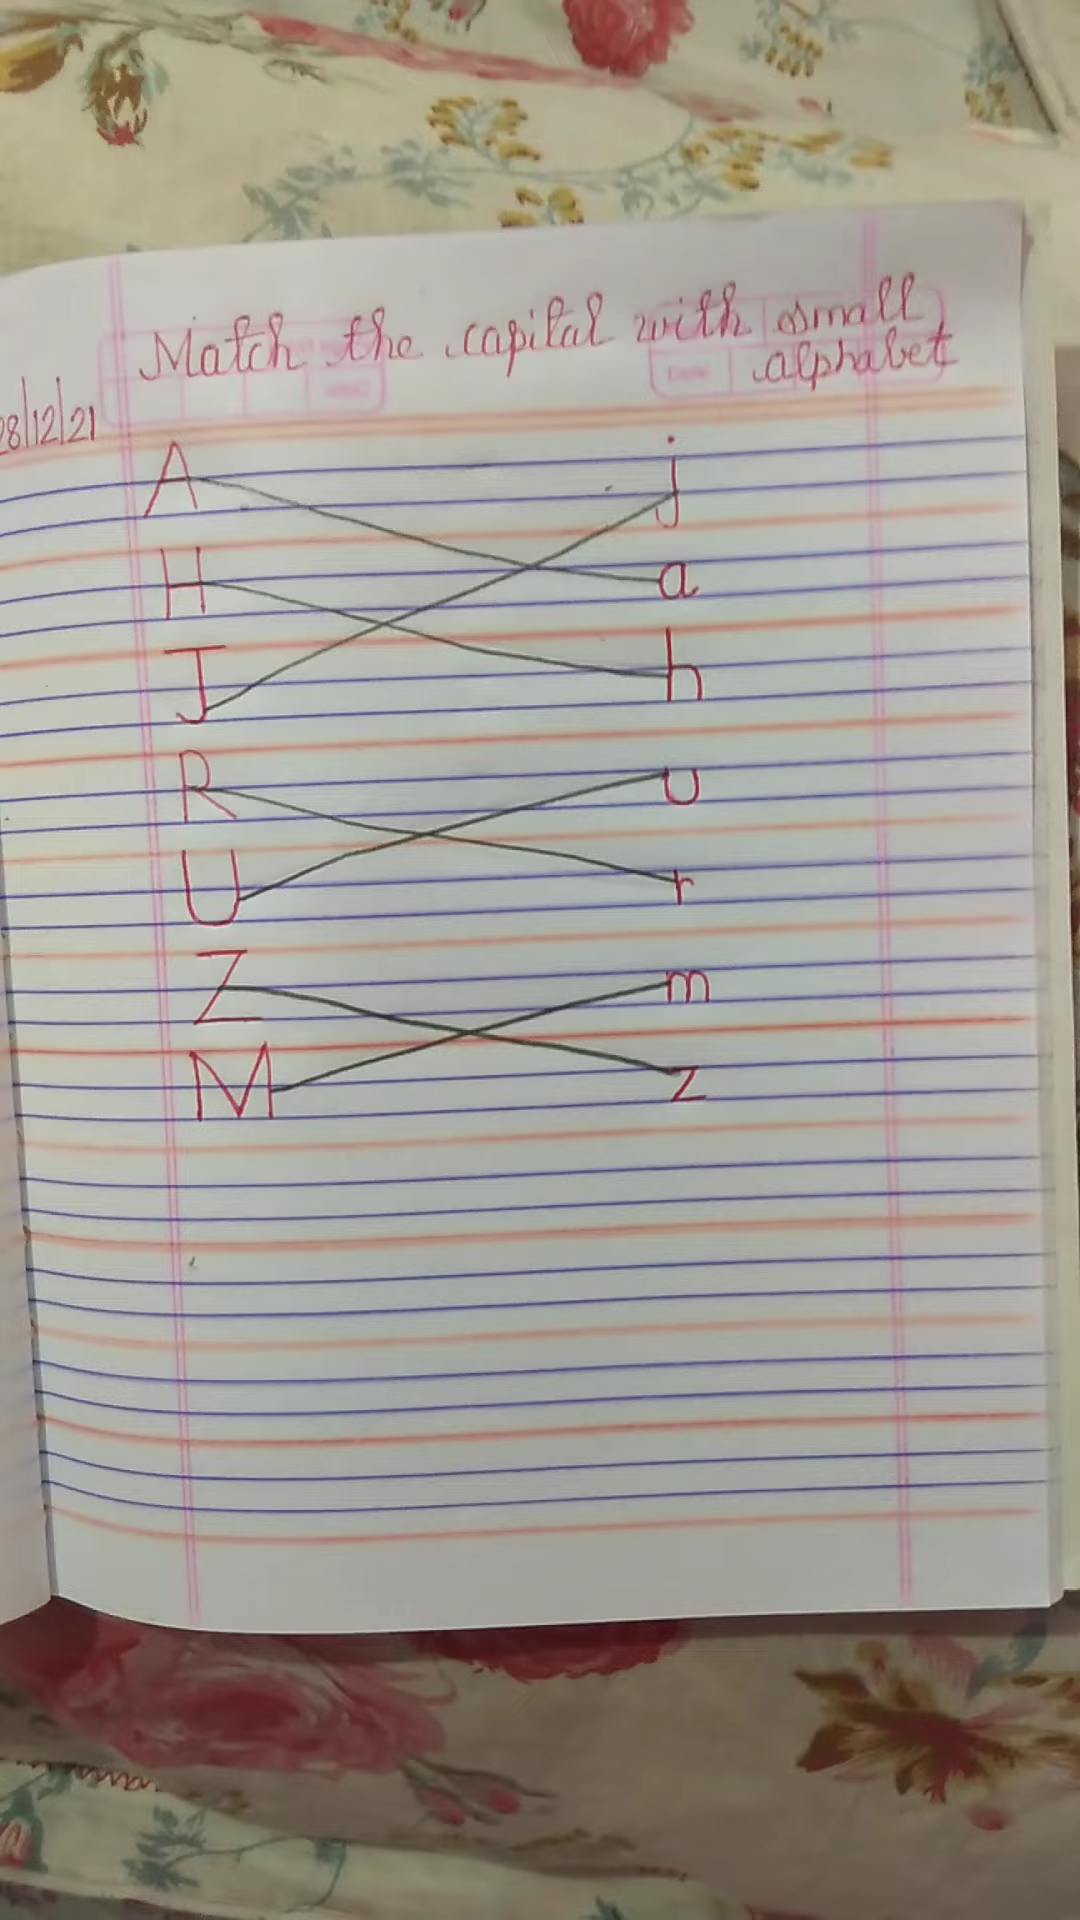 Match the capital with small
alphabet
28/12/21
A j
H a
J h
R u
U r
Z m
M z